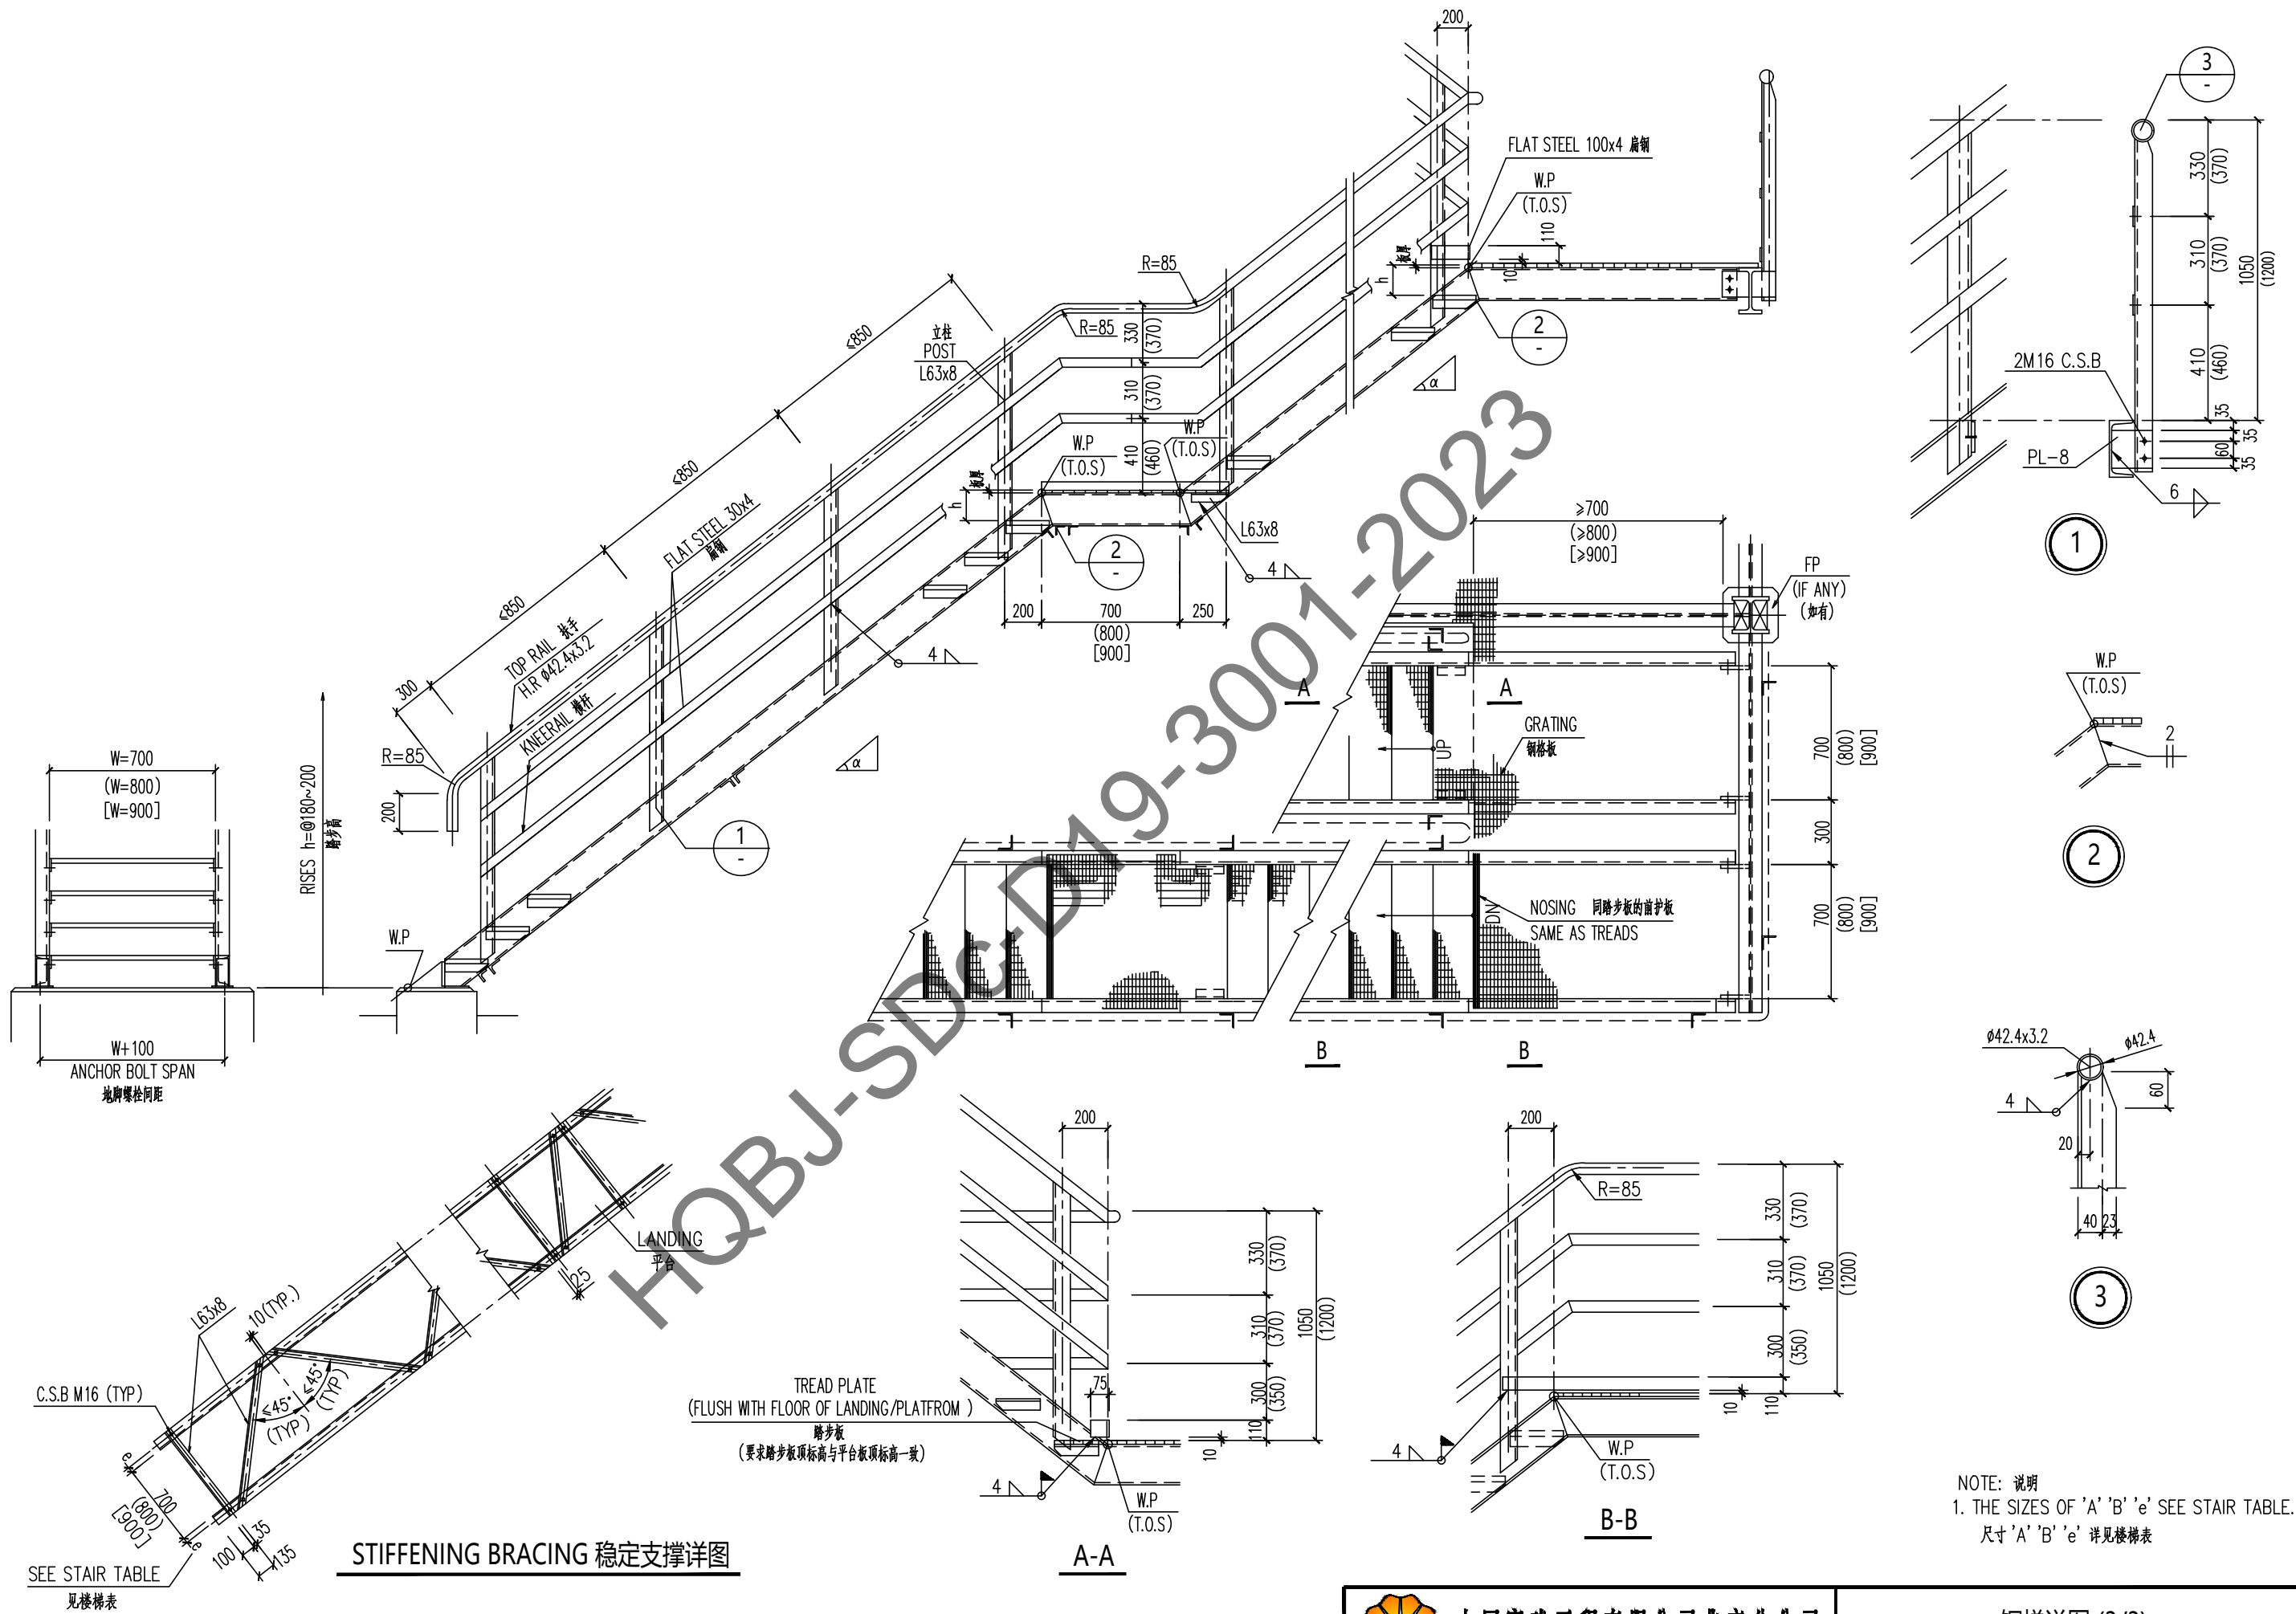 200
FLAT STEEL 100x4 扁钢
W.P
(T.O.S)
110
10
板厚
h
2
-
α
R=85
R=85
立柱
POST
L63x8
330
(370)
310
(370)
410
(460)
W.P
(T.O.S)
W.P
(T.O.S)
板厚
h
L63x8
4
2
-
200
700
(800)
[900]
250
≤850
≤850
≤850
300
FLAT STEEL 30x4
扁钢
TOP RAIL 扶手
H.R ø42.4x3.2
KNEERAIL 横杆
R=85
200
4
α
1
-
W.P
RISES h=@180~200
踏步高
W=700
(W=800)
[W=900]
W+100
ANCHOR BOLT SPAN
地脚螺栓间距
≥700
(≥800)
[≥900]
FP
(IF ANY)
(如有)
A
A
GRATING
钢格板
UP
DN
NOSING 同踏步板的前护板
SAME AS TREADS
700
(800)
[900]
300
700
(800)
[900]
B
B
3
-
330
(370)
310
(370)
410
(460)
1050
(1200)
35
35
60
35
2M16 C.S.B
PL-8
6
1
W.P
(T.O.S)
2
2
ø42.4x3.2
ø42.4
4
60
20
40
23
3
LANDING
平台
25
L63x8
10(TYP.)
≤45°
(TYP)
≤45°
(TYP)
C.S.B M16 (TYP)
e
700
(800)
[900]
e
100
35
135
SEE STAIR TABLE
见楼梯表
STIFFENING BRACING 稳定支撑详图
200
330
(370)
310
(370)
300
(350)
110
1050
(1200)
75
10
TREAD PLATE
(FLUSH WITH FLOOR OF LANDING/PLATFROM )
踏步板
(要求踏步板顶标高与平台板顶标高一致)
4
W.P
(T.O.S)
A-A
200
R=85
330
(370)
310
(370)
300
(350)
110
10
1050
(1200)
4
W.P
(T.O.S)
B-B
NOTE: 说明
1. THE SIZES OF 'A' 'B' 'e' SEE STAIR TABLE.
尺寸 'A' 'B' 'e' 详见楼梯表
HQBJ-SDC-D19-3001-2023